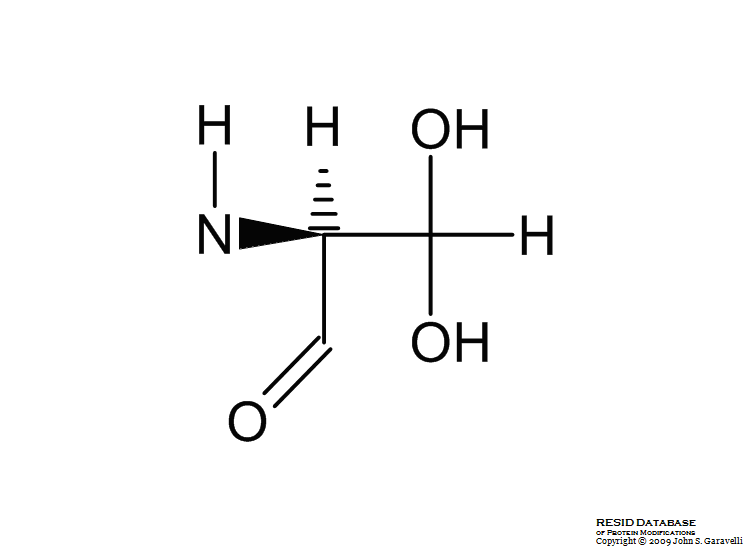 H H OH
N H
OH
O
RESID DATABASE
OF PROTEIN MODIFICATIONS
Copyright © 2009 John S. Garavelli